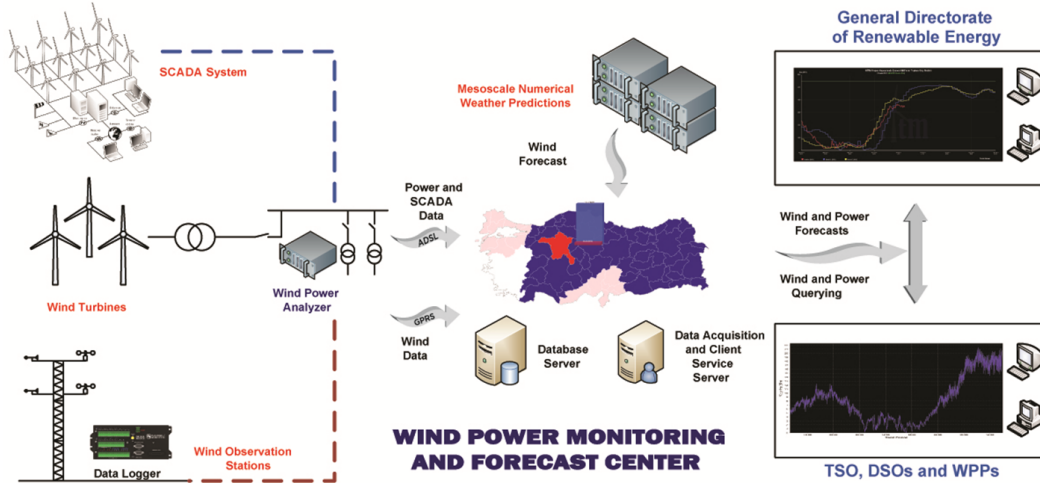 General Directorate
of Renewable Energy
SCADA System
Mesoscale Numerical
Weather Predictions
Wind
Forecast
Power and
SCADA
Data
ADSL
Wind and Power
Forecasts
Wind and Power
Querying
Wind Turbines
Wind Power
Analyzer
GPRS
Wind
Data
Database
Server
Data Acquisition
and Client
Service
Server
Wind Observation
Stations
Data Logger
WIND POWER MONITORING
AND FORECAST CENTER
TSO, DSOs and WPPs